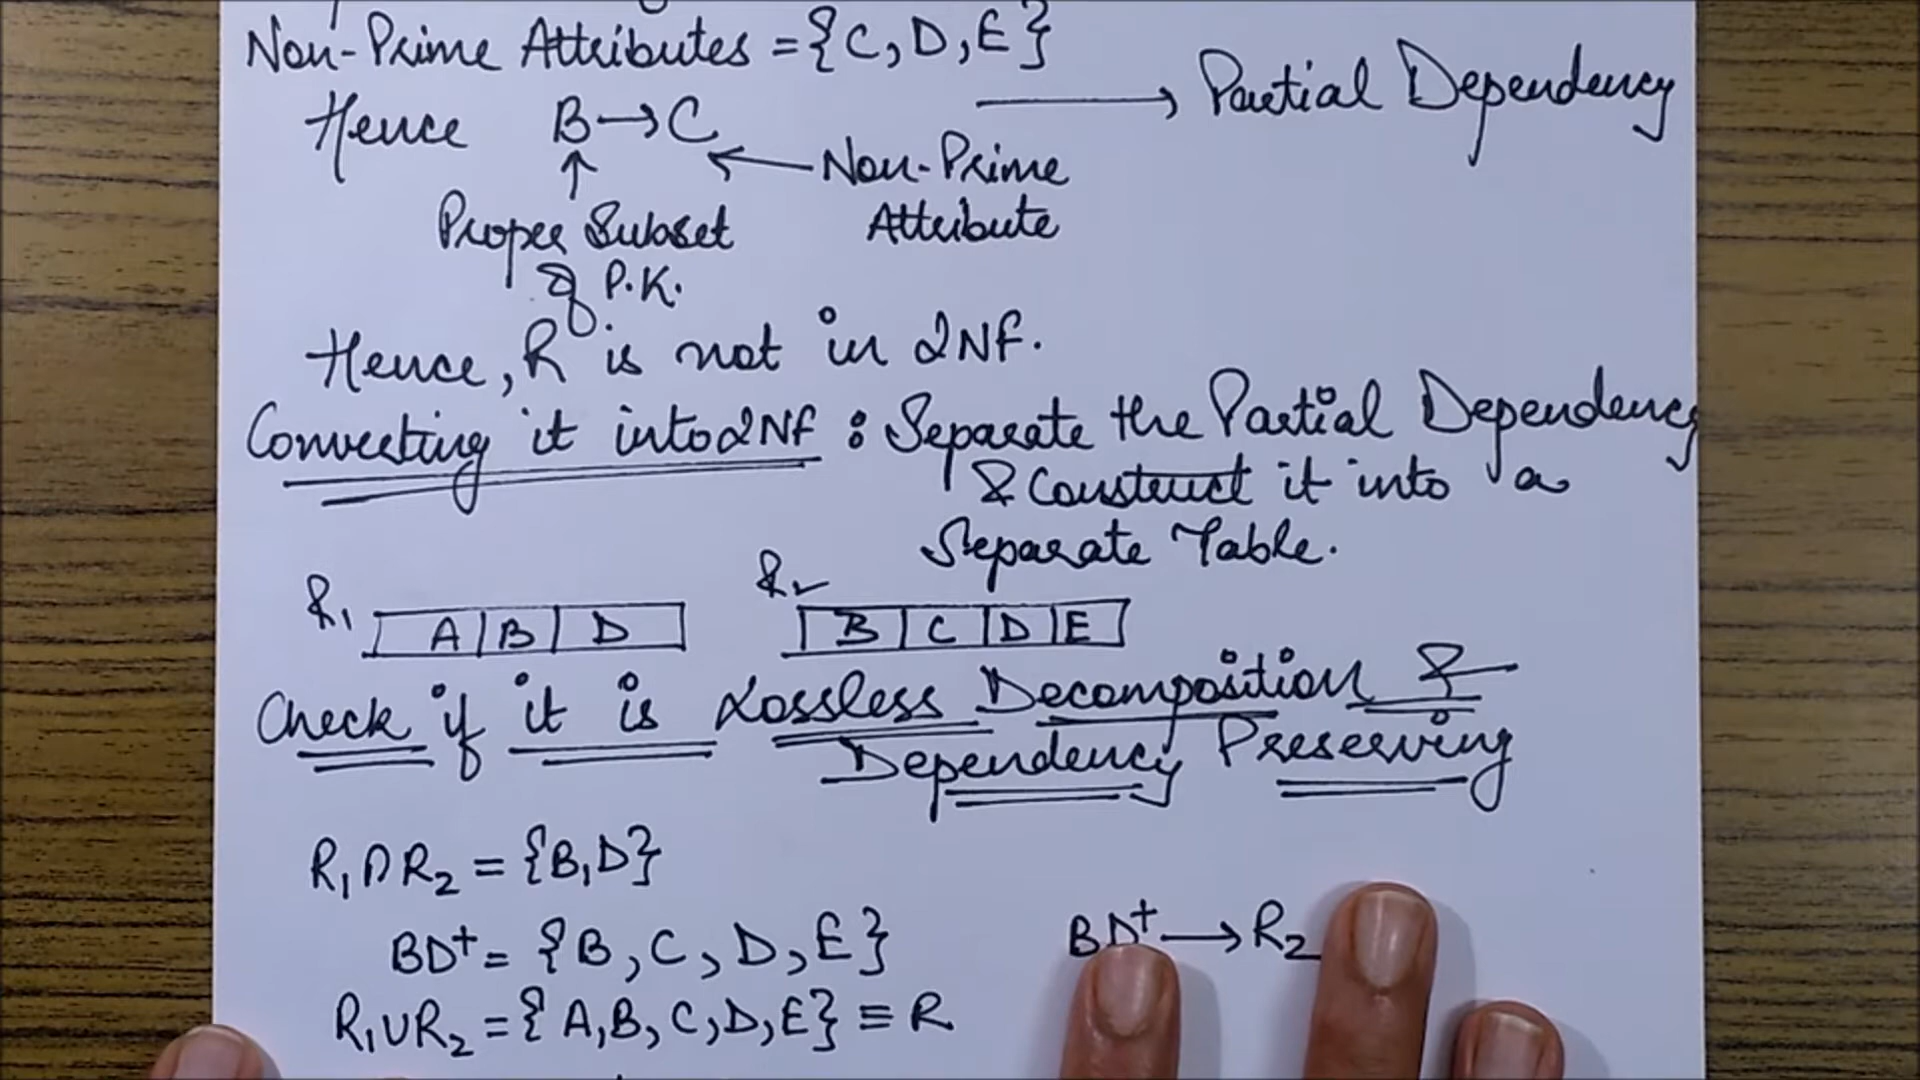 Non-Prime Attributes = {C, D, E}
Hence B → C → Partial Dependency
Non-Prime
Attribute
Proper Subset
of P.K.
Hence, R is not in 2NF.
Converting it into 2NF : Separate the Partial Dependency
& Construct it into a
Separate Table.
R1 A B D R2 B C D E
Check if it is Lossless Decomposition &
Dependency Preserving
R1 ∩ R2 = {B, D}
BD+ = {B, C, D, E} BD+ → R2
R1 ∪ R2 = {A, B, C, D, E} ≡ R